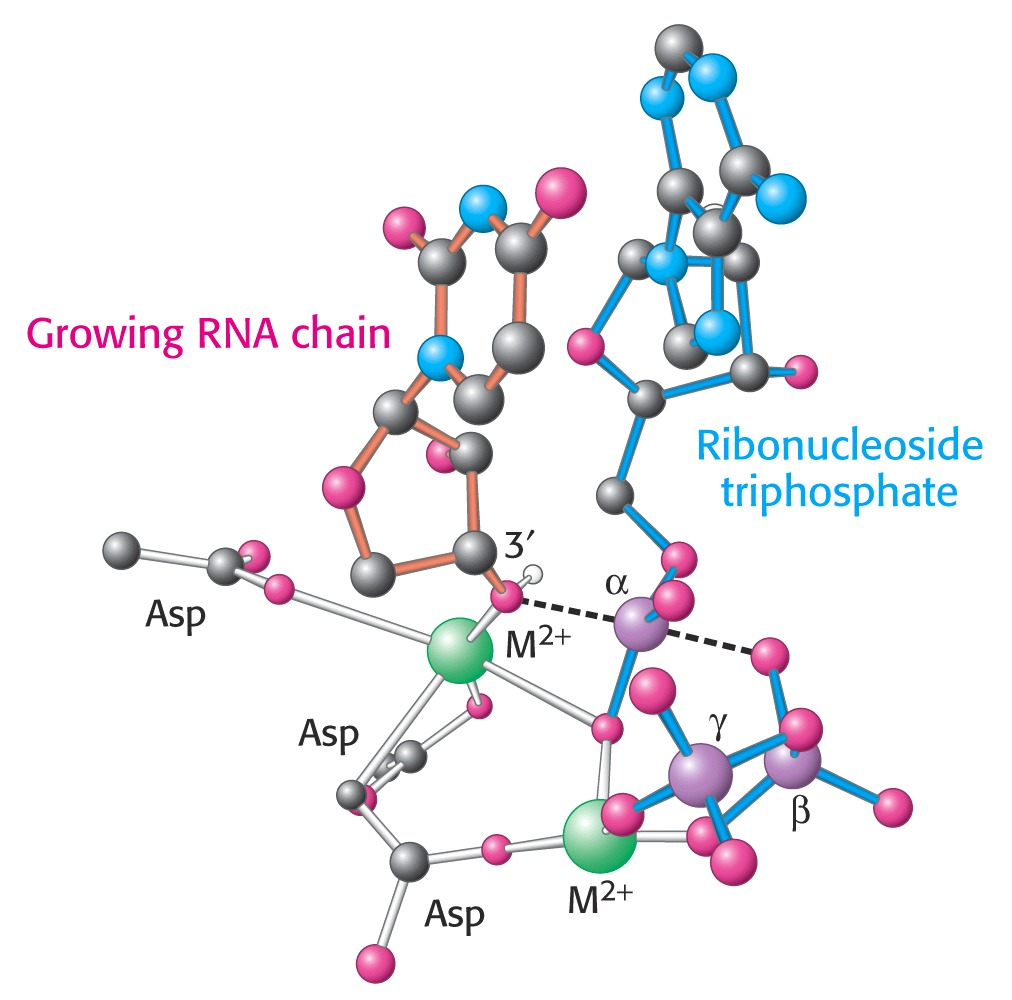 Growing RNA chain
Ribonucleoside
triphosphate
3′
α
Asp
M²⁺
Asp
γ
β
M²⁺
Asp